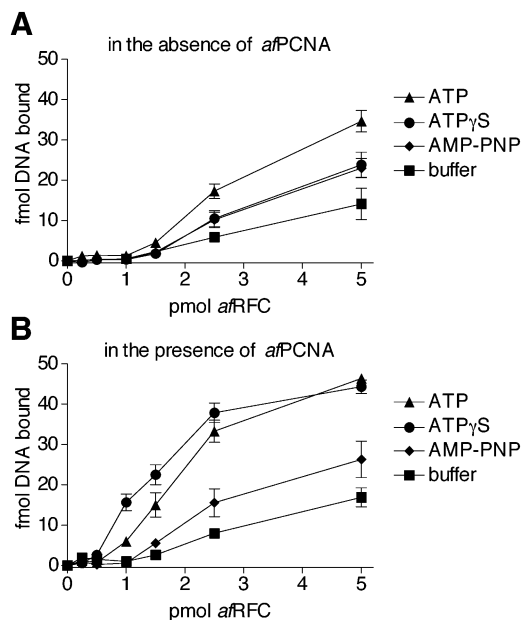 A
in the absence of afPCNA
50
40
30
20
10
0
fmol DNA bound
0 1 2 3 4 5
pmol afRFC
ATP
ATPγS
AMP-PNP
buffer
B
in the presence of afPCNA
50
40
30
20
10
0
fmol DNA bound
0 1 2 3 4 5
pmol afRFC
ATP
ATPγS
AMP-PNP
buffer